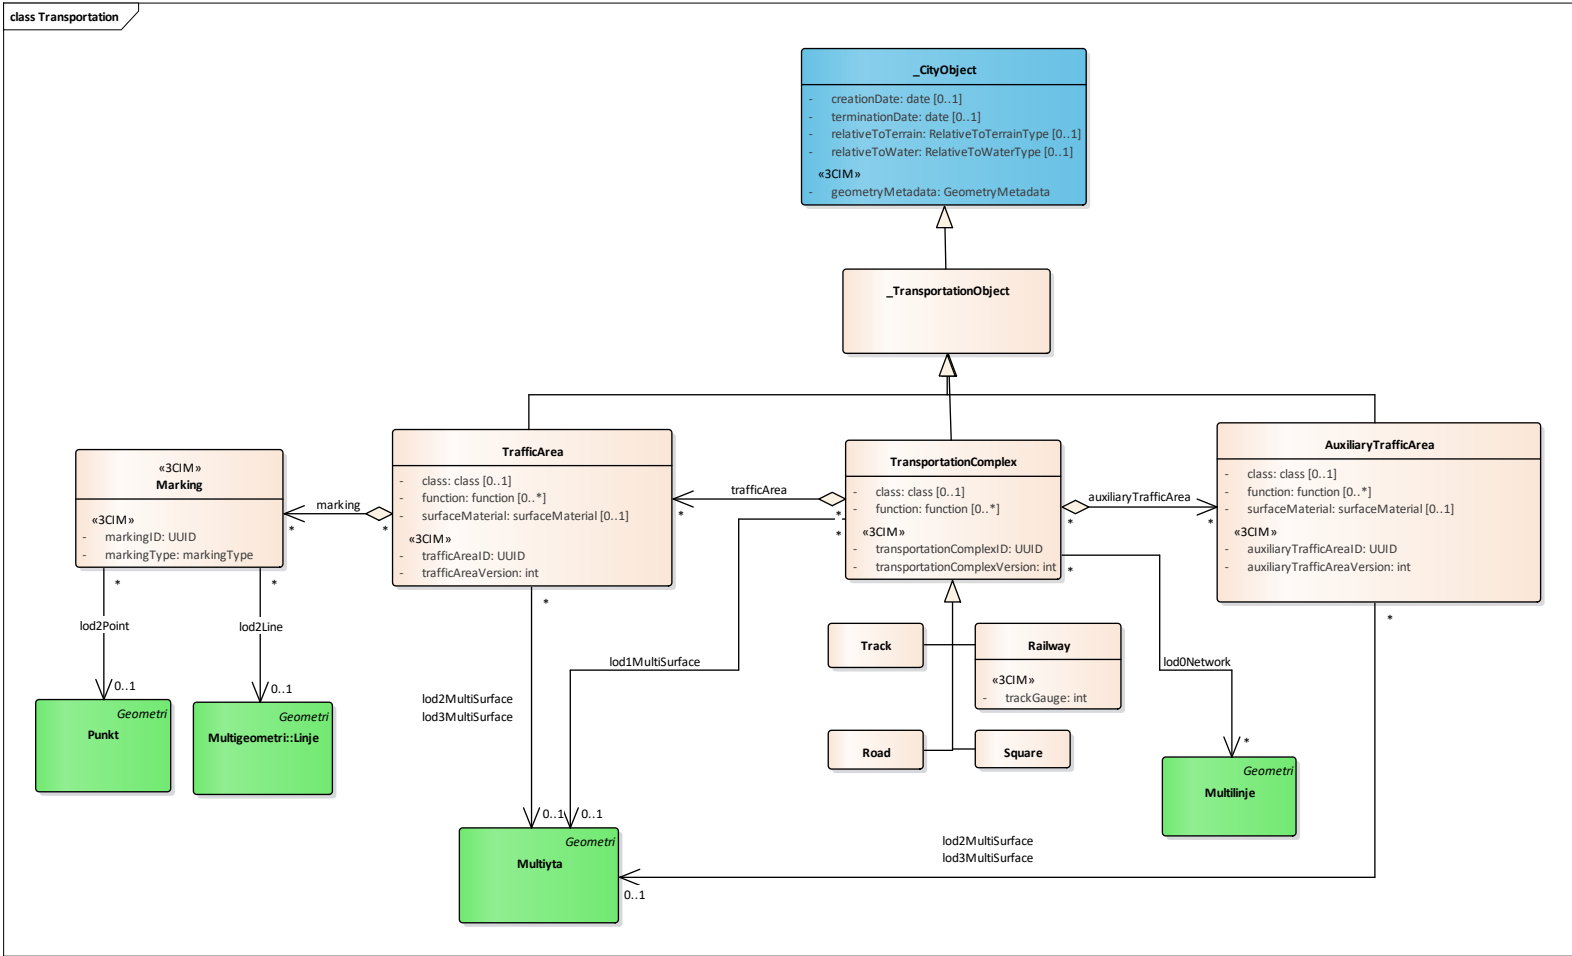 class Transportation
_CityObject
- creationDate: date [0..1]
- terminationDate: date [0..1]
- relativeToTerrain: RelativeToTerrainType [0..1]
- relativeToWater: RelativeToWaterType [0..1]
«3CIM»
- geometryMetadata: GeometryMetadata
_TransportationObject
«3CIM»
Marking
«3CIM»
- markingID: UUID
- markingType: markingType
marking
*
*
TrafficArea
- class: class [0..1]
- function: function [0..*]
- surfaceMaterial: surfaceMaterial [0..1]
«3CIM»
- trafficAreaID: UUID
- trafficAreaVersion: int
trafficArea
*
*
*
TransportationComplex
- class: class [0..1]
- function: function [0..*]
«3CIM»
- transportationComplexID: UUID
- transportationComplexVersion: int
auxiliaryTrafficArea
*
*
*
AuxiliaryTrafficArea
- class: class [0..1]
- function: function [0..*]
- surfaceMaterial: surfaceMaterial [0..1]
«3CIM»
- auxiliaryTrafficAreaID: UUID
- auxiliaryTrafficAreaVersion: int
*
*
*
*
lod2Point
lod2Line
0..1
0..1
Geometri
Punkt
Geometri
Multigeometri::Linje
lod2MultiSurface
lod3MultiSurface
lod1MultiSurface
Track
Railway
«3CIM»
- trackGauge: int
Road
Square
lod0Network
*
Geometri
Multilinje
0..1
0..1
Geometri
Multiyta
lod2MultiSurface
lod3MultiSurface
0..1